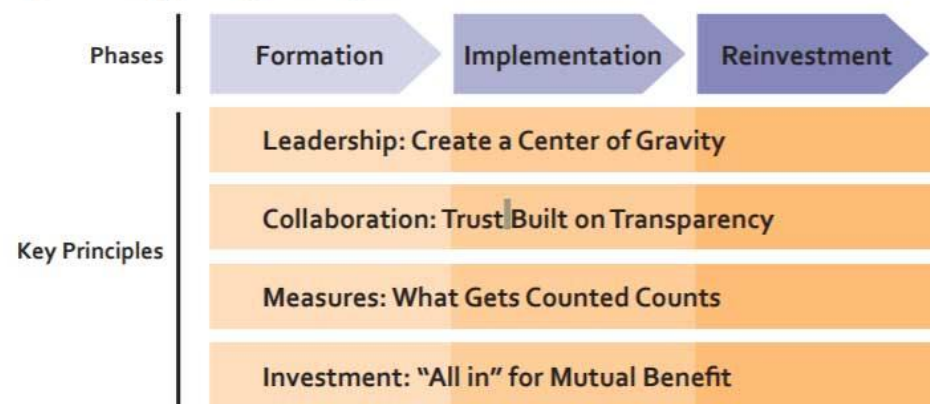 Phases
Formation
Implementation
Reinvestment
Key Principles
Leadership: Create a Center of Gravity
Collaboration: Trust Built on Transparency
Measures: What Gets Counted Counts
Investment: “All in” for Mutual Benefit